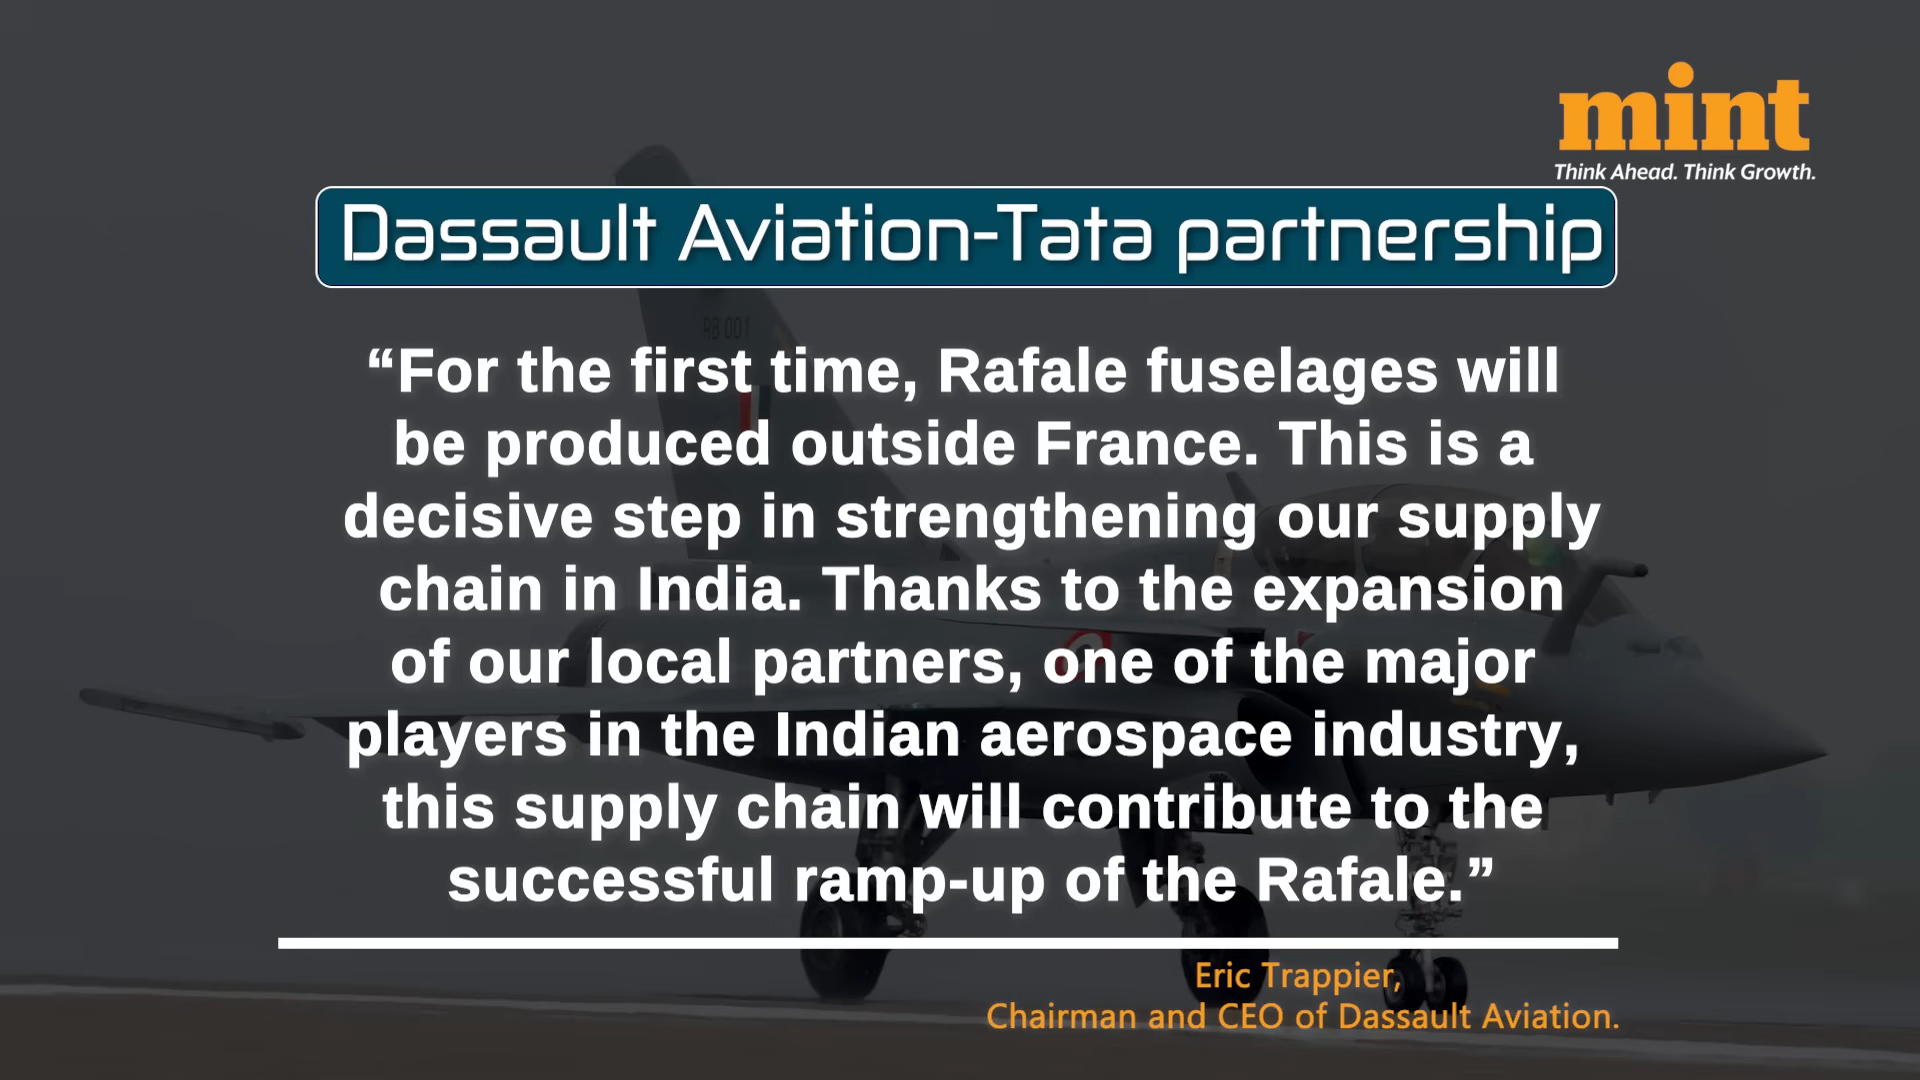 mint
Think Ahead. Think Growth.
Dassault Aviation-Tata partnership
RB 001
“For the first time, Rafale fuselages will
be produced outside France. This is a
decisive step in strengthening our supply
chain in India. Thanks to the expansion
of our local partners, one of the major
players in the Indian aerospace industry,
this supply chain will contribute to the
successful ramp-up of the Rafale.”
Eric Trappier,
Chairman and CEO of Dassault Aviation.